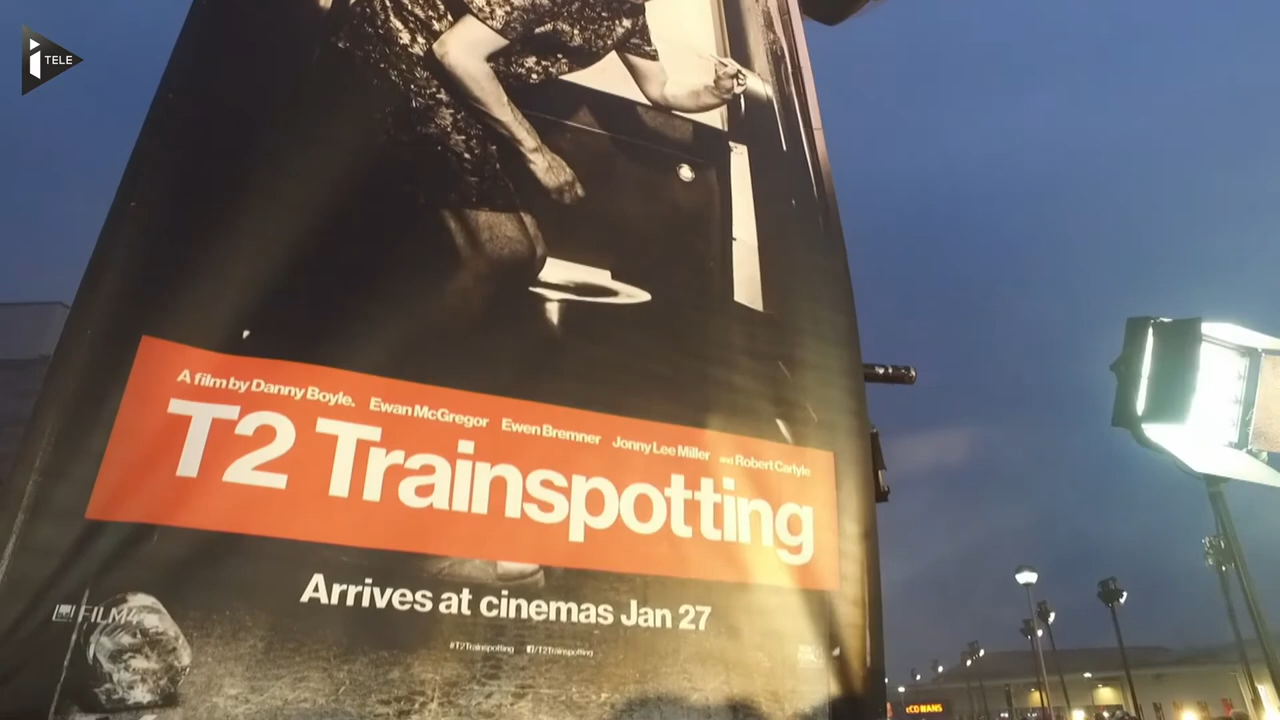 i TELE
A film by Danny Boyle. Ewan McGregor Ewen Bremner Jonny Lee Miller and Robert Carlyle
T2 Trainspotting
Arrives at cinemas Jan 27
FILM4
#T2Trainspotting f/T2Trainspotting